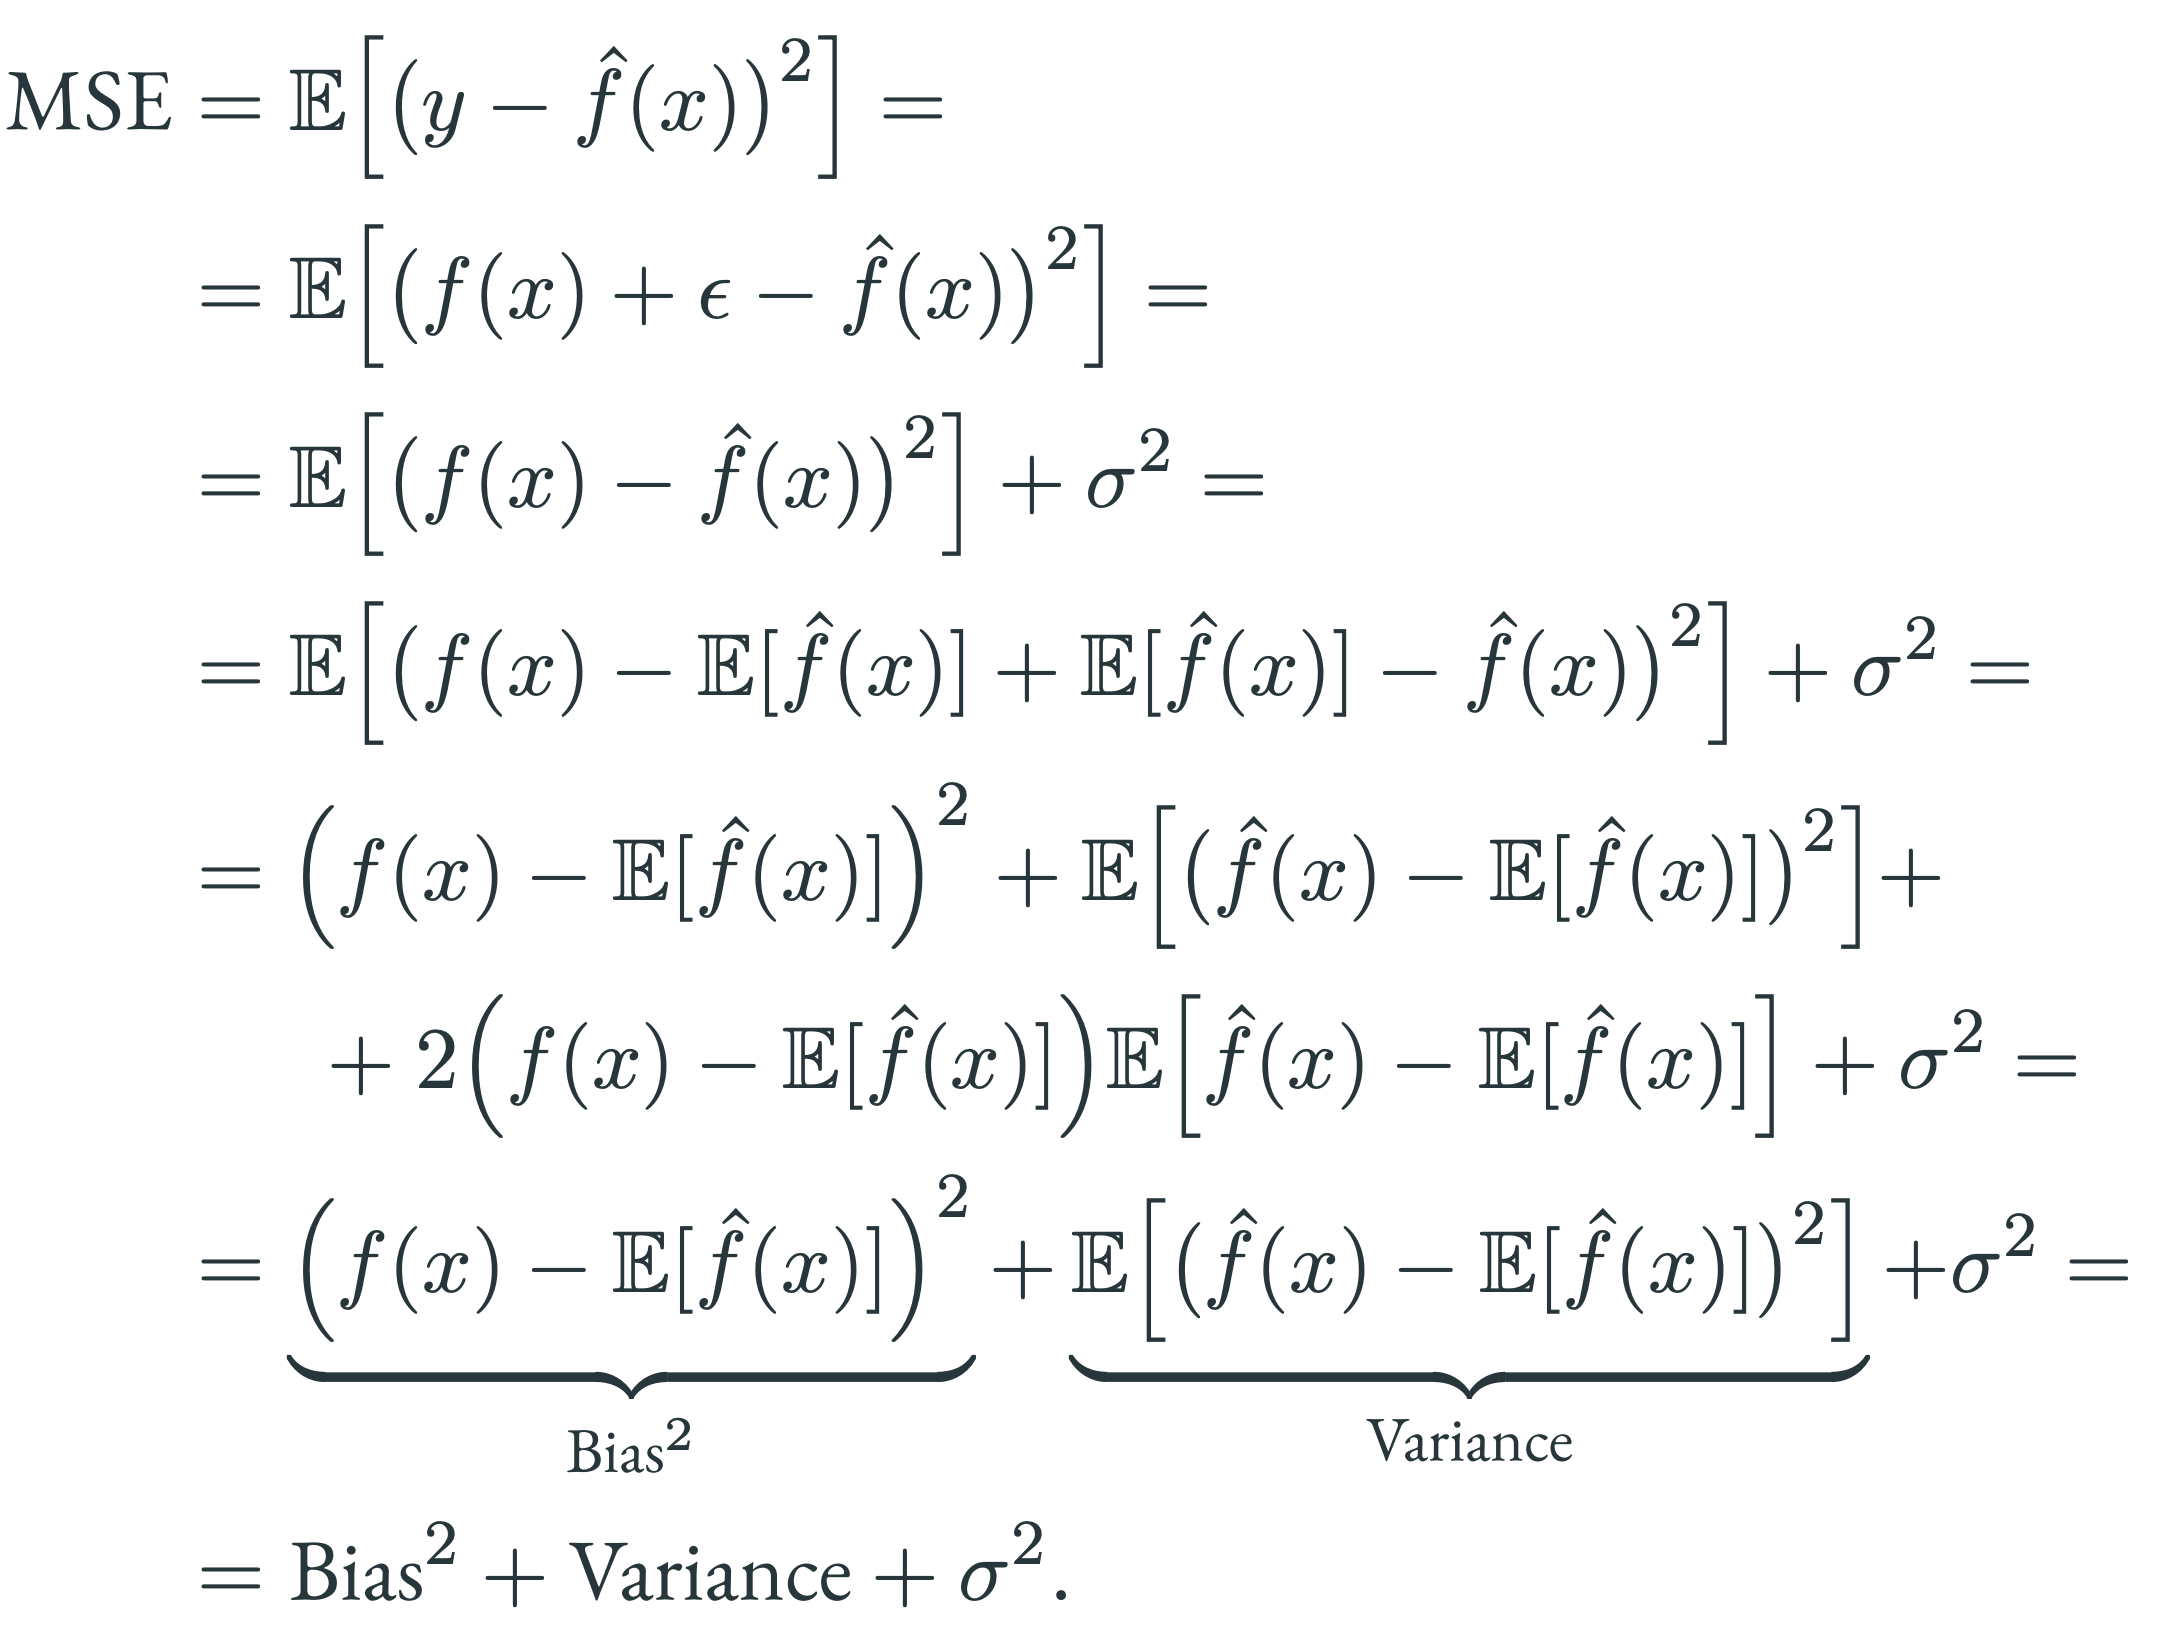 MSE = 𝔼[(y − f̂(x))²] =
= 𝔼[(f(x) + ϵ − f̂(x))²] =
= 𝔼[(f(x) − f̂(x))²] + σ² =
= 𝔼[(f(x) − 𝔼[f̂(x)] + 𝔼[f̂(x)] − f̂(x))²] + σ² =
= (f(x) − 𝔼[f̂(x)])² + 𝔼[(f̂(x) − 𝔼[f̂(x)])²] +
+ 2(f(x) − 𝔼[f̂(x)])𝔼[f̂(x) − 𝔼[f̂(x)]] + σ² =
= (f(x) − 𝔼[f̂(x)])² + 𝔼[(f̂(x) − 𝔼[f̂(x)])²] + σ² =
Bias² Variance
= Bias² + Variance + σ².